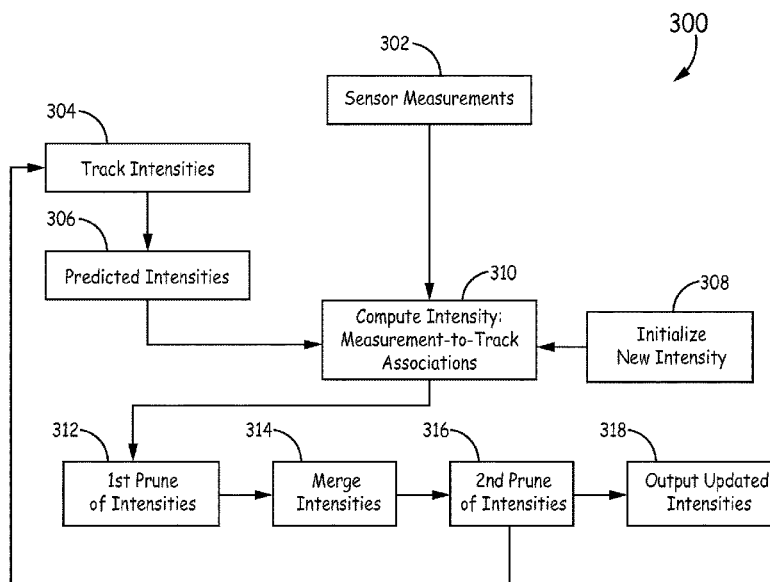 300
302
Sensor Measurements
304
Track Intensities
306
Predicted Intensities
310
Compute Intensity:
Measurement-to-Track
Associations
308
Initialize
New Intensity
312
1st Prune
of Intensities
314
Merge
Intensities
316
2nd Prune
of Intensities
318
Output Updated
Intensities